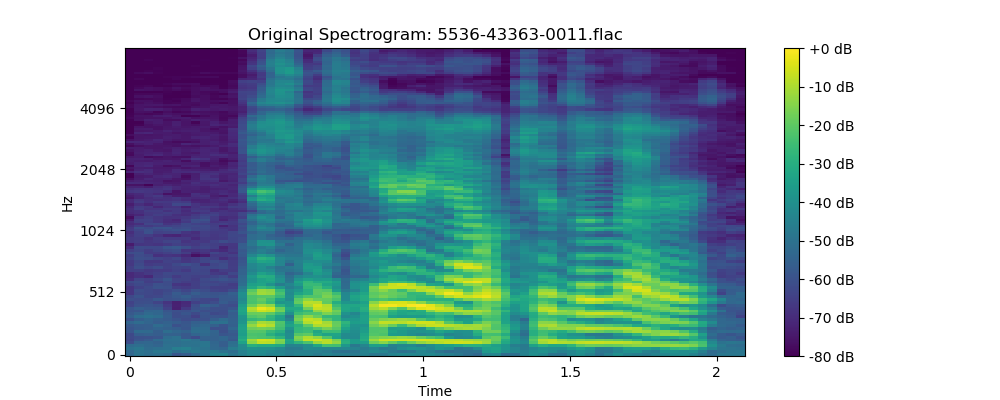 Original Spectrogram: 5536-43363-0011.flac
Hz
4096
2048
1024
512
0
0
0.5
1
1.5
2
Time
+0 dB
-10 dB
-20 dB
-30 dB
-40 dB
-50 dB
-60 dB
-70 dB
-80 dB